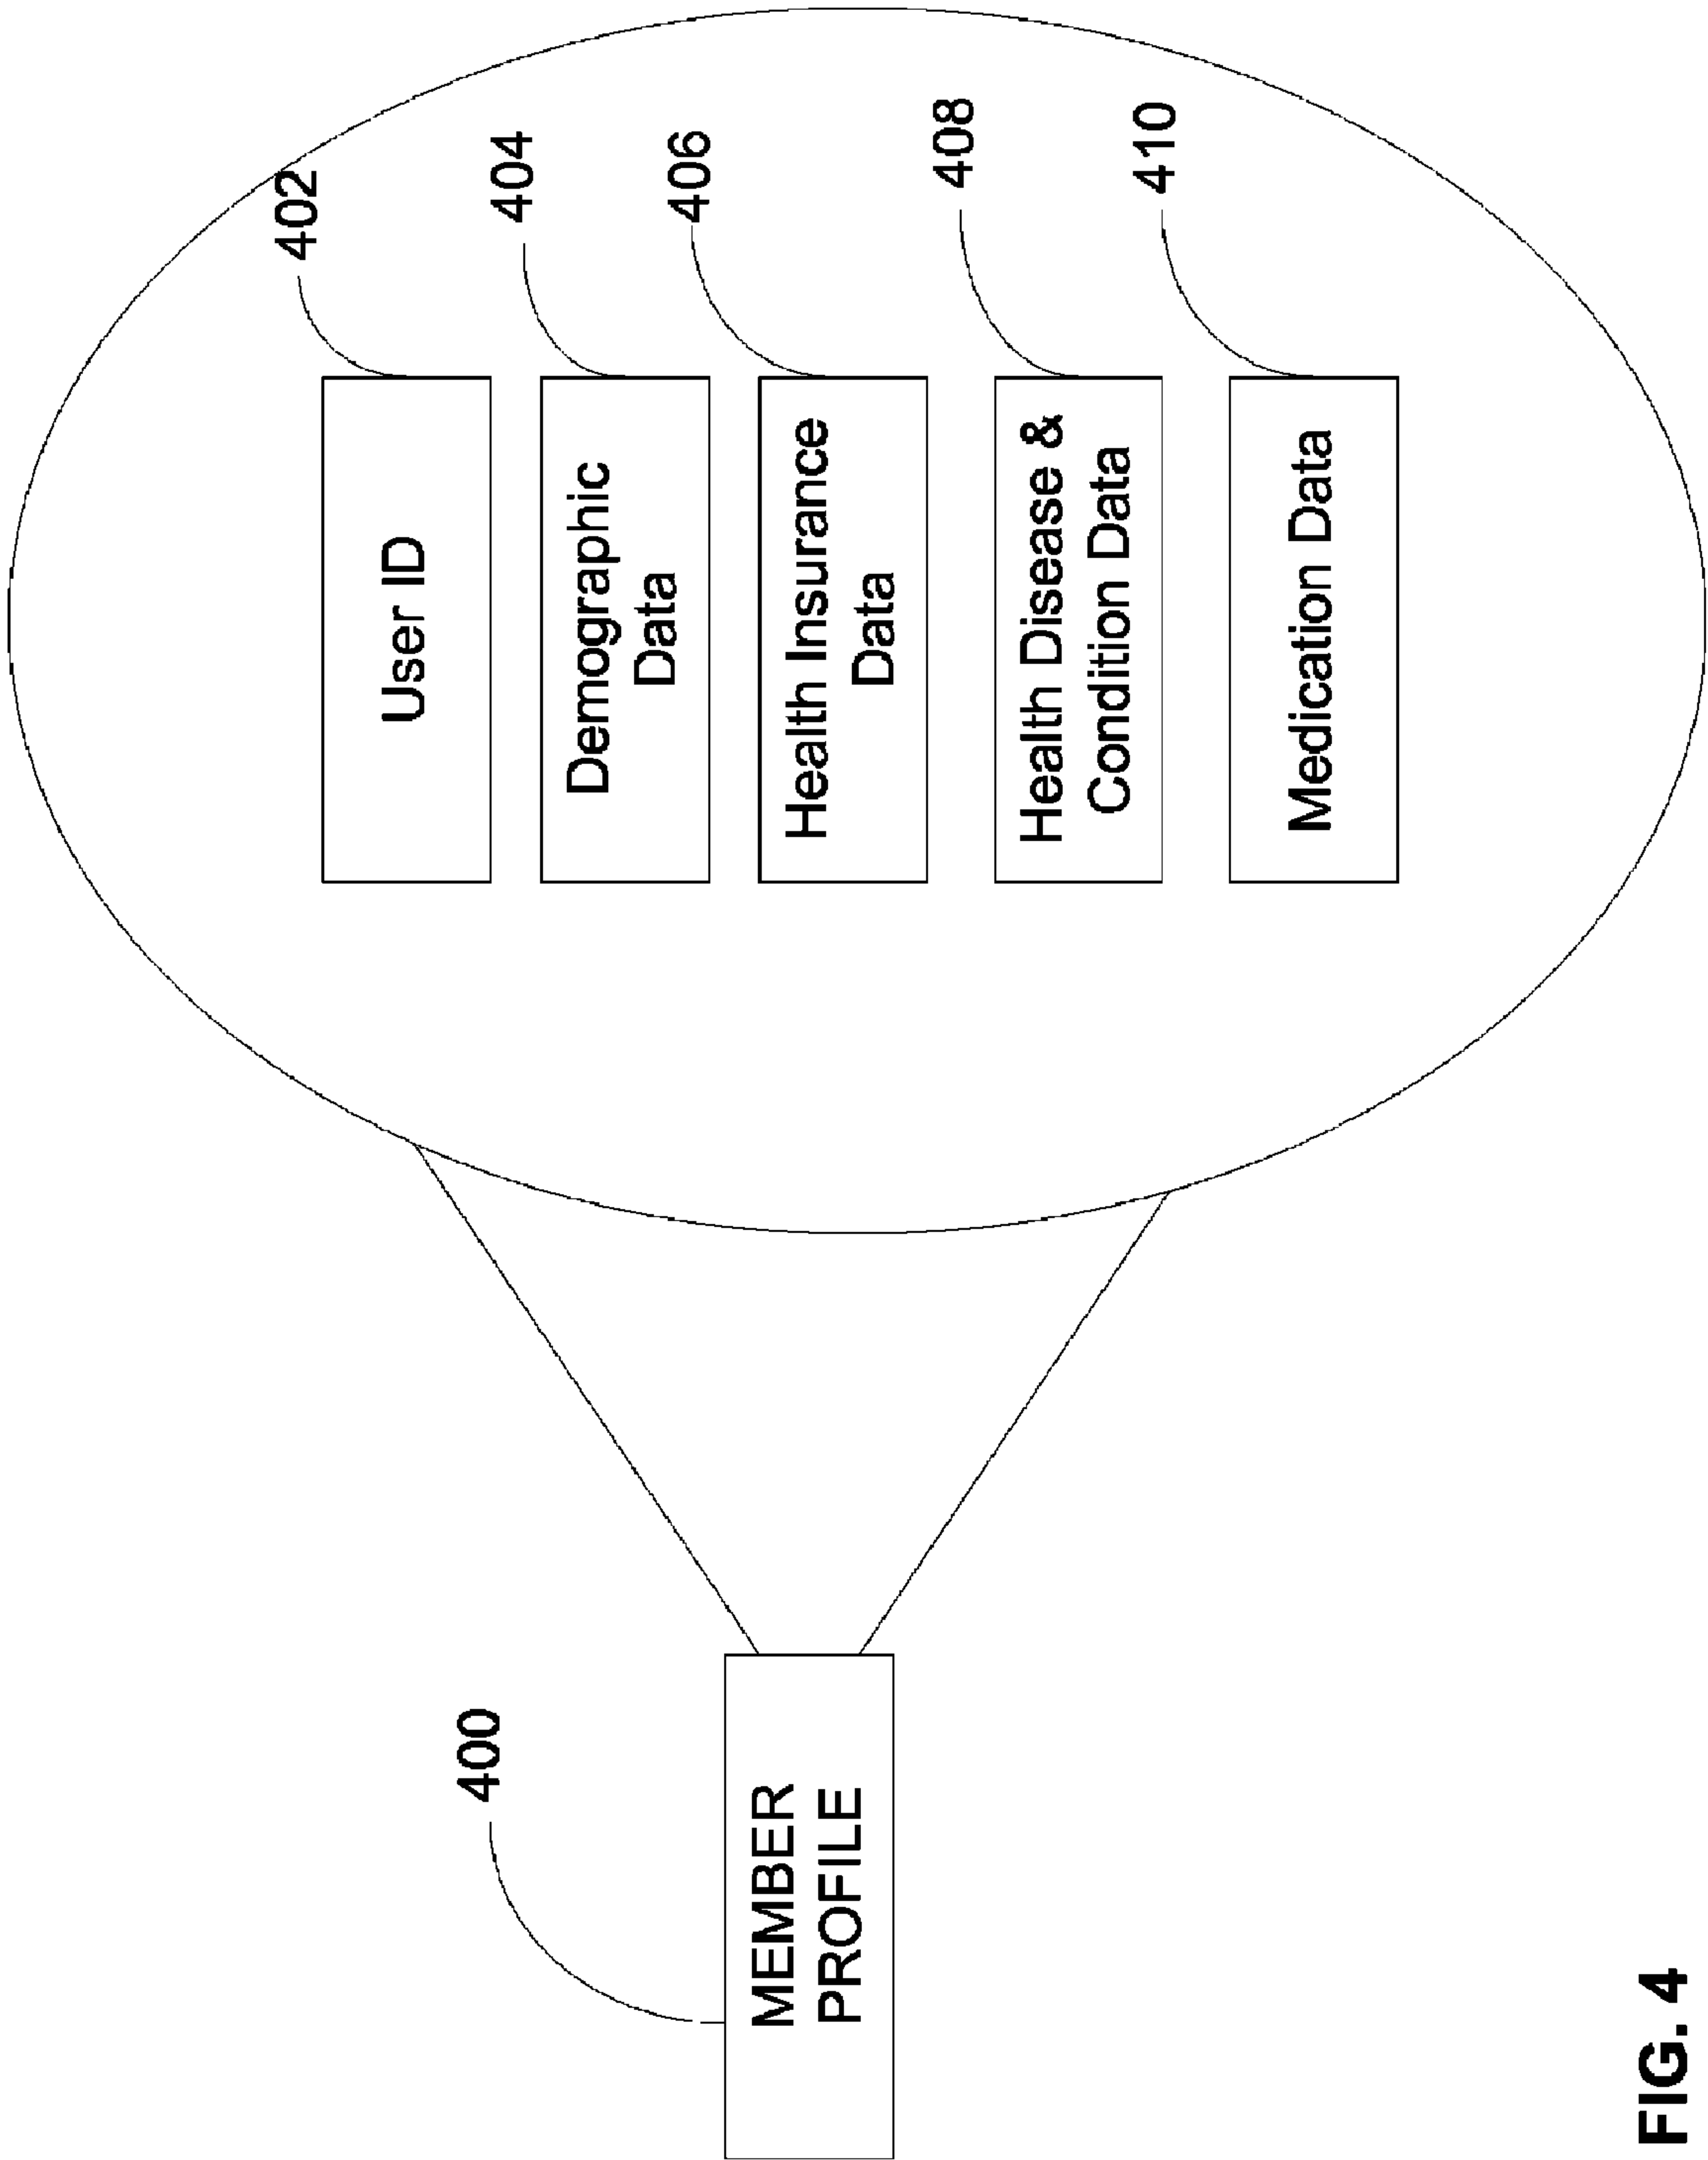 402
User ID
404
Demographic
Data
406
Health Insurance
Data
408
Health Disease &
Condition Data
410
Medication Data
400
MEMBER
PROFILE
FIG. 4